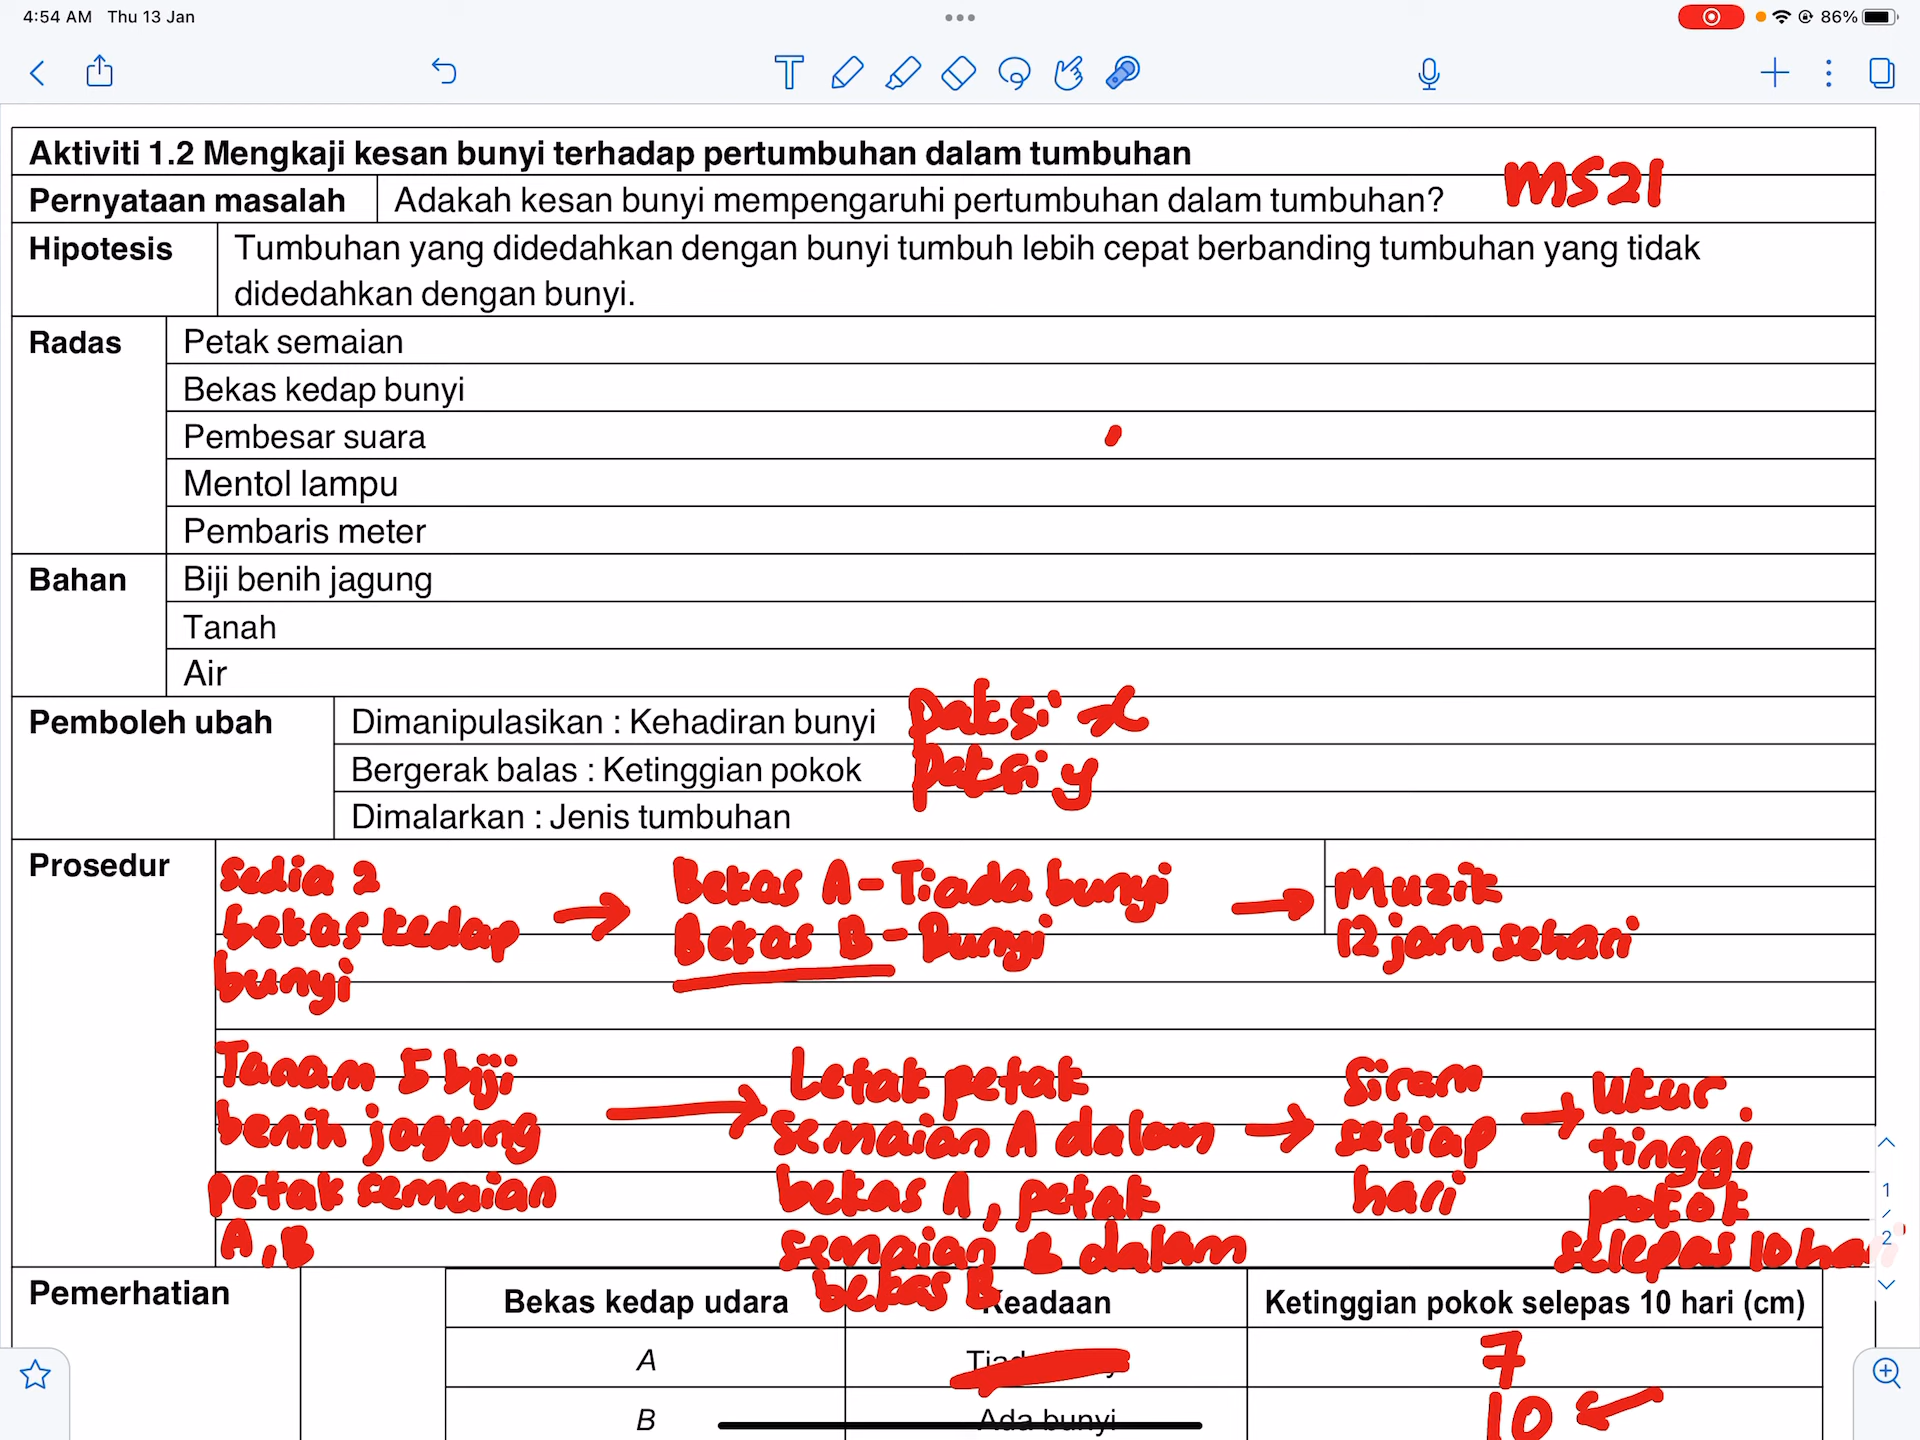 4:54 AM Thu 13 Jan
86%
Aktiviti 1.2 Mengkaji kesan bunyi terhadap pertumbuhan dalam tumbuhan
Pernyataan masalah Adakah kesan bunyi mempengaruhi pertumbuhan dalam tumbuhan? MS21
Hipotesis Tumbuhan yang didedahkan dengan bunyi tumbuh lebih cepat berbanding tumbuhan yang tidak
didedahkan dengan bunyi.
Radas Petak semaian
Bekas kedap bunyi
Pembesar suara
Mentol lampu
Pembaris meter
Bahan Biji benih jagung
Tanah
Air
Pemboleh ubah Dimanipulasikan : Kehadiran bunyi paksi x
Bergerak balas : Ketinggian pokok paksi y
Dimalarkan : Jenis tumbuhan
Prosedur
Sedia 2
bekas kedap
bunyi
→ Bekas A - Tiada bunyi
Bekas B - Bunyi
→ Muzik
12 jam sehari
Tanam 5 biji
benih jagung
petak semaian
A, B
→ Letak petak
semaian A dalam
bekas A, petak
semaian B dalam
bekas B
→ Siram
setiap
hari
→ Ukur
tinggi
pokok
selepas 10 hari
1
/
2
Pemerhatian
Bekas kedap udara Keadaan Ketinggian pokok selepas 10 hari (cm)
A 7
B Ada bunyi 10